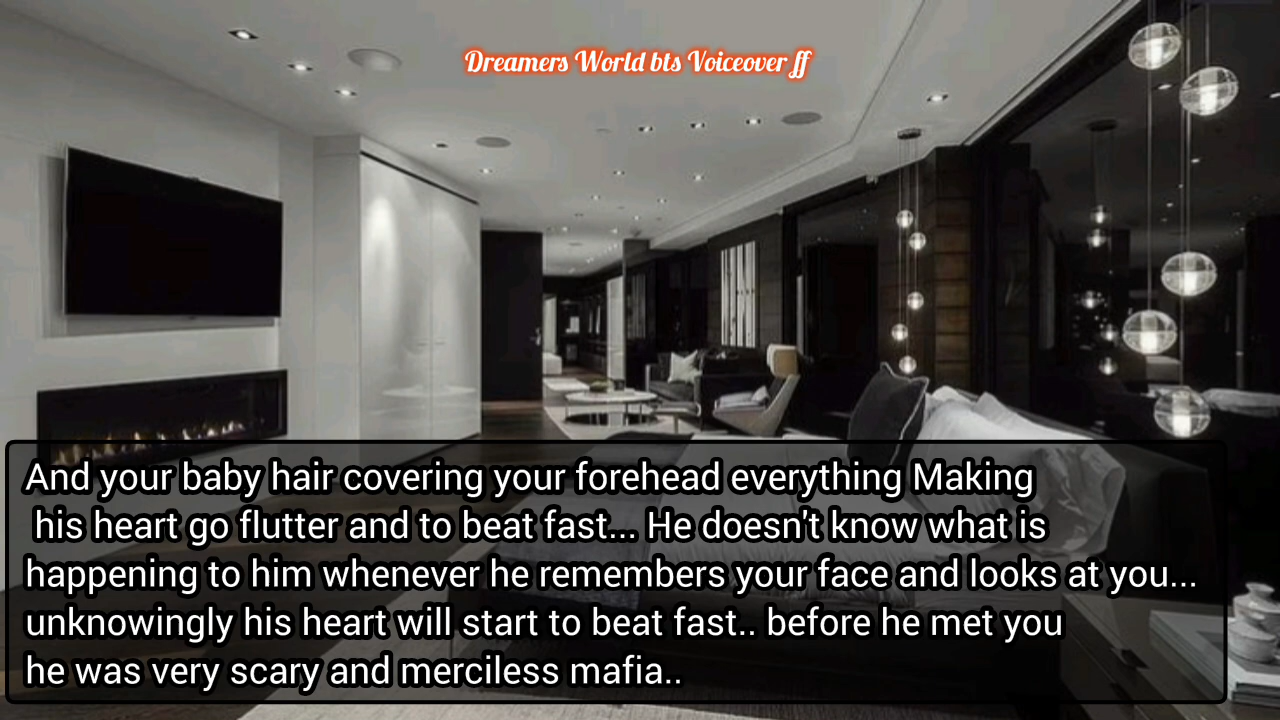 Dreamers World bts Voiceover ff
And your baby hair covering your forehead everything Making
his heart go flutter and to beat fast... He doesn't know what is
happening to him whenever he remembers your face and looks at you...
unknowingly his heart will start to beat fast.. before he met you
he was very scary and merciless mafia..